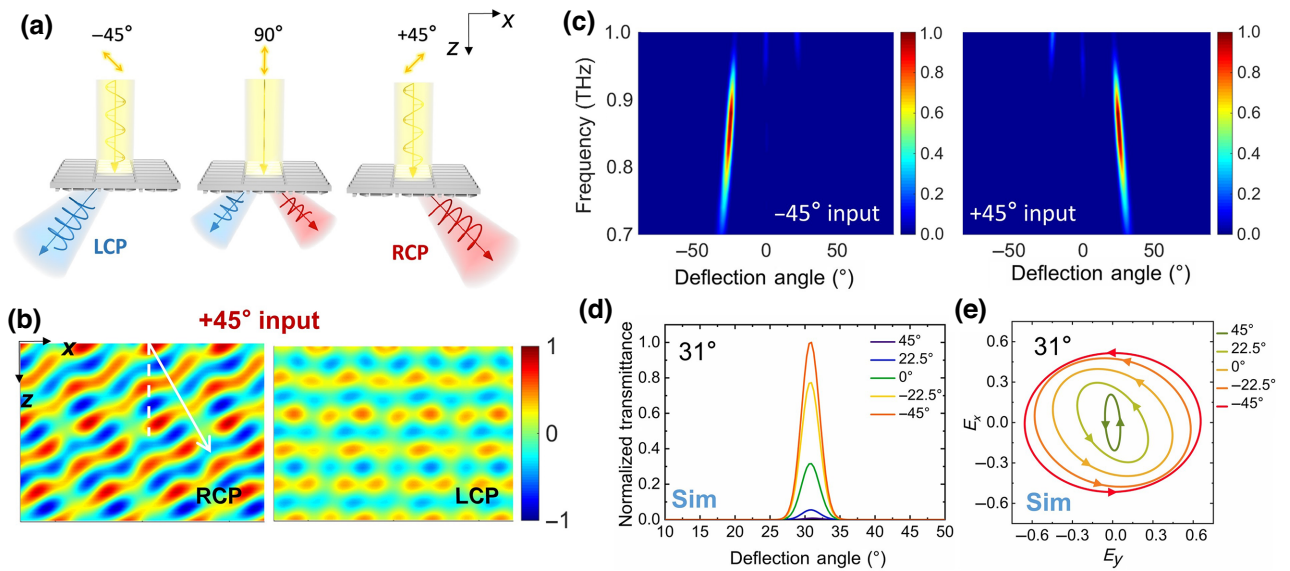 (a)
−45°
90°
+45°
x
z
LCP
RCP
(b)
+45° input
x
z
RCP
LCP
1
0
−1
(c)
Frequency (THz)
1.0
0.9
0.8
0.7
−45° input
−50
0
50
Deflection angle (°)
1.0
0.8
0.6
0.4
0.2
0.0
+45° input
−50
0
50
Deflection angle (°)
1.0
0.8
0.6
0.4
0.2
0.0
(d)
Normalized transmittance
1.0
0.8
0.6
0.4
0.2
0.0
31°
45°
22.5°
0°
−22.5°
−45°
Sim
10
15
20
25
30
35
40
45
50
Deflection angle (°)
(e)
Ex
0.6
0.3
0.0
−0.3
−0.6
31°
45°
22.5°
0°
−22.5°
−45°
Sim
−0.6
−0.3
0.0
0.3
0.6
Ey